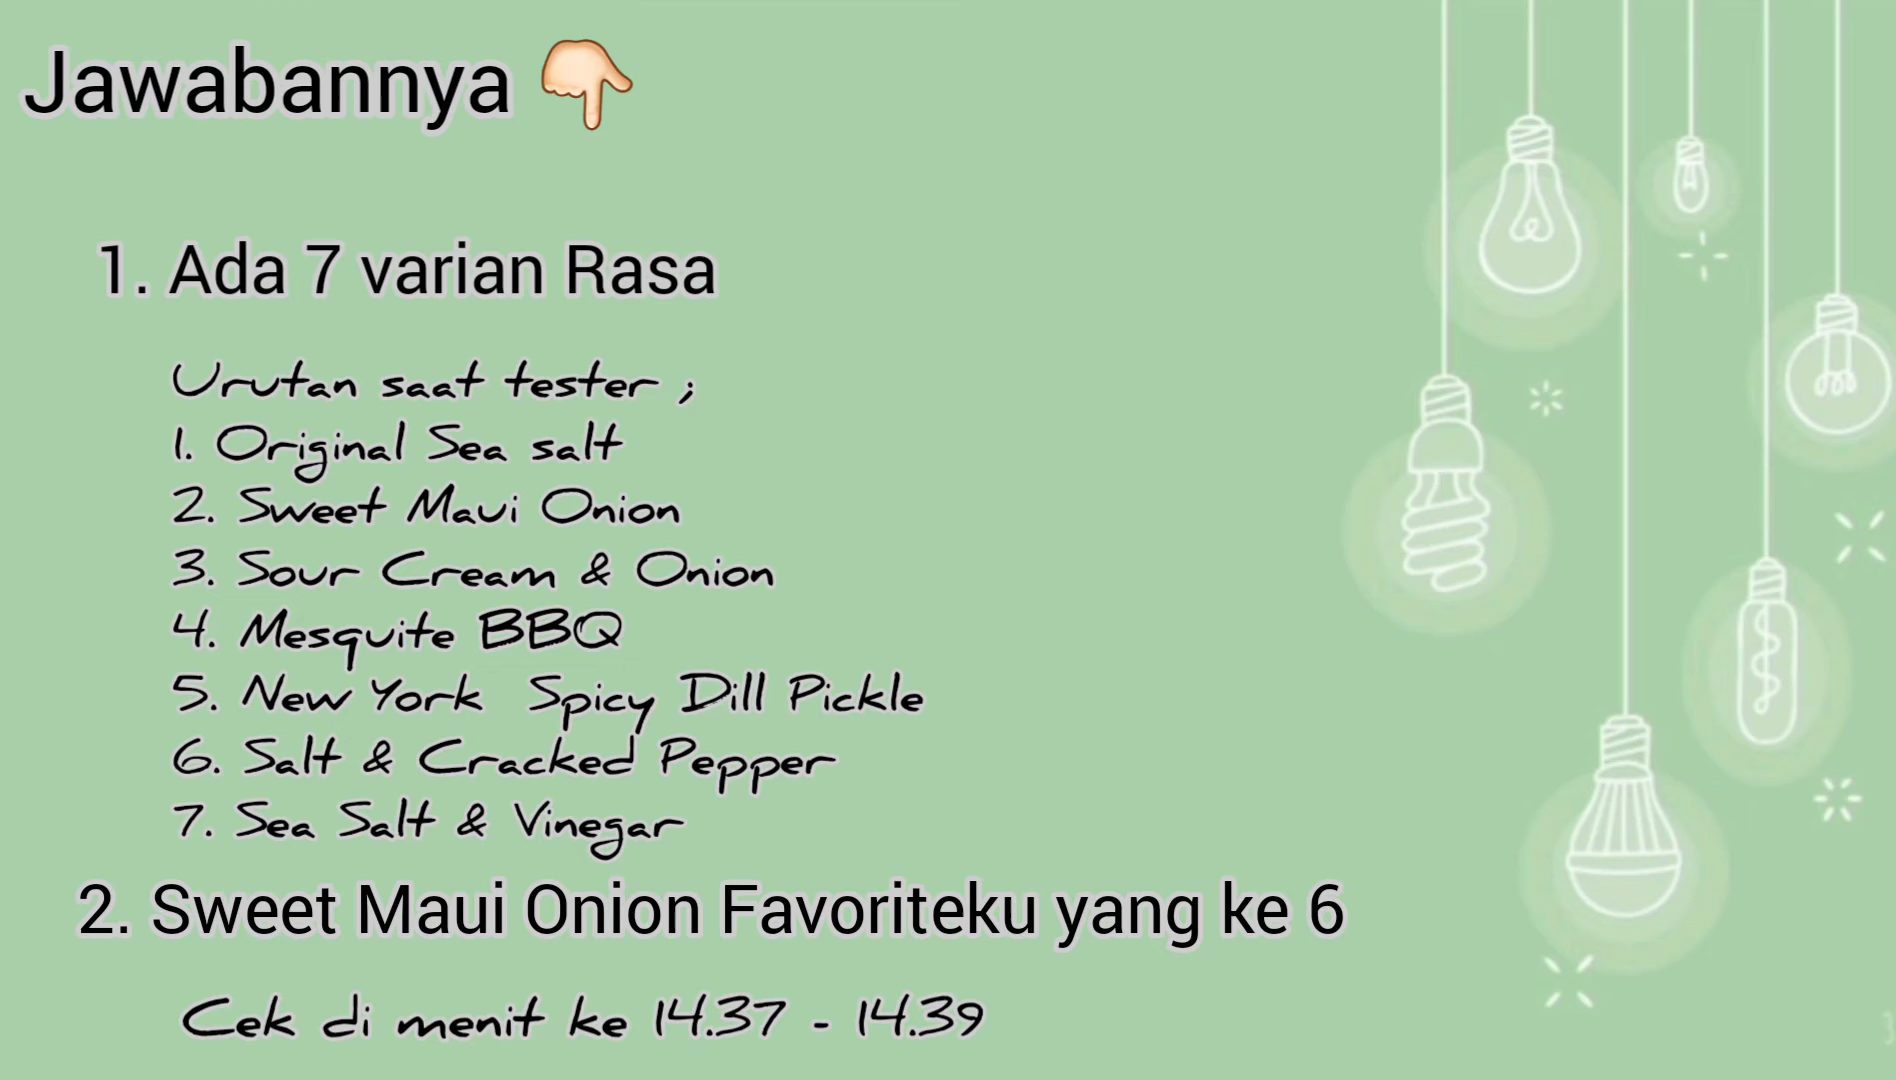 Jawabannya 👇
1. Ada 7 varian Rasa
Urutan saat tester ;
1. Original Sea salt
2. Sweet Maui Onion
3. Sour Cream & Onion
4. Mesquite BBQ
5. New York Spicy Dill Pickle
6. Salt & Cracked Pepper
7. Sea Salt & Vinegar
2. Sweet Maui Onion Favoriteku yang ke 6
Cek di menit ke 14.37 - 14.39